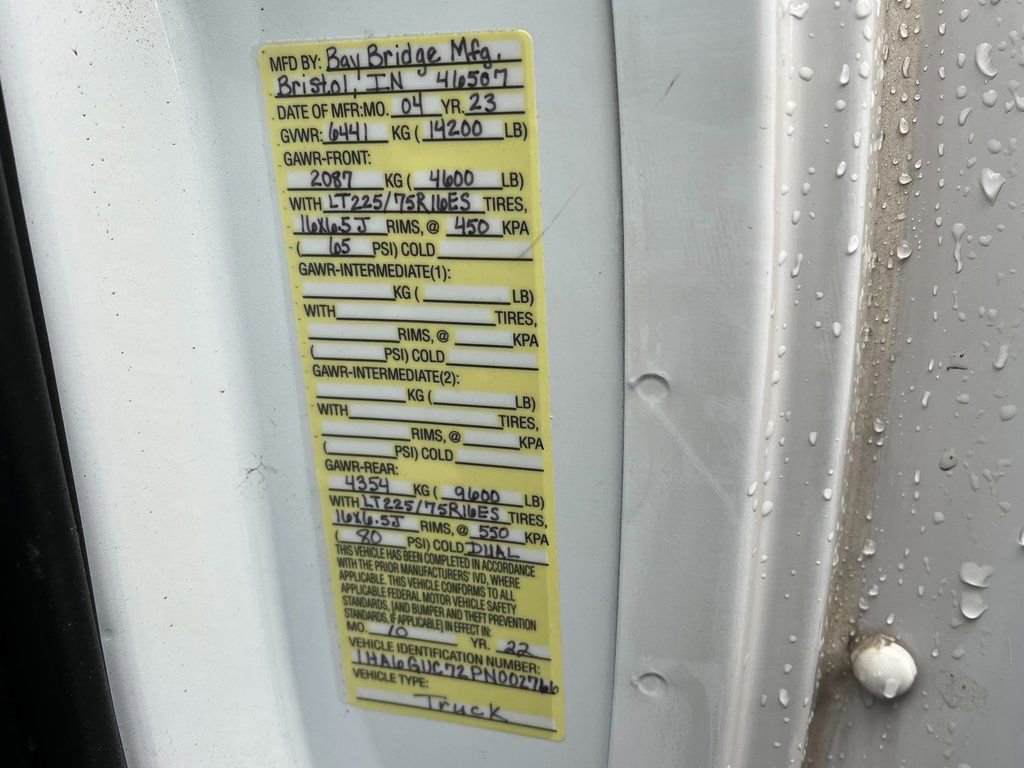 MFD BY: Bay Bridge Mfg.
Bristol, IN 46507
DATE OF MFR:MO. 04 YR. 23
GVWR: 6441 KG ( 14200 LB)
GAWR-FRONT:
2087 KG ( 4600 LB)
WITH LT225/75R16ES TIRES,
16X6.5J RIMS, @ 450 KPA
( 65 PSI) COLD
GAWR-INTERMEDIATE(1):
KG ( LB)
WITH TIRES,
RIMS, @ KPA
( PSI) COLD
GAWR-INTERMEDIATE(2):
KG ( LB)
WITH TIRES,
RIMS, @ KPA
( PSI) COLD
GAWR-REAR:
4354 KG ( 9600 LB)
WITH LT225/75R16ES TIRES,
16X6.5J RIMS, @ 550 KPA
( 80 PSI) COLD DUAL
THIS VEHICLE HAS BEEN COMPLETED IN ACCORDANCE
WITH THE PRIOR MANUFACTURERS' IVD, WHERE
APPLICABLE. THIS VEHICLE CONFORMS TO ALL
APPLICABLE FEDERAL MOTOR VEHICLE SAFETY
STANDARDS, [AND BUMPER AND THEFT PREVENTION
STANDARDS, IF APPLICABLE] IN EFFECT IN:
MO. 10 YR. 22
VEHICLE IDENTIFICATION NUMBER:
1HA6GUC72PN002766
VEHICLE TYPE:
Truck